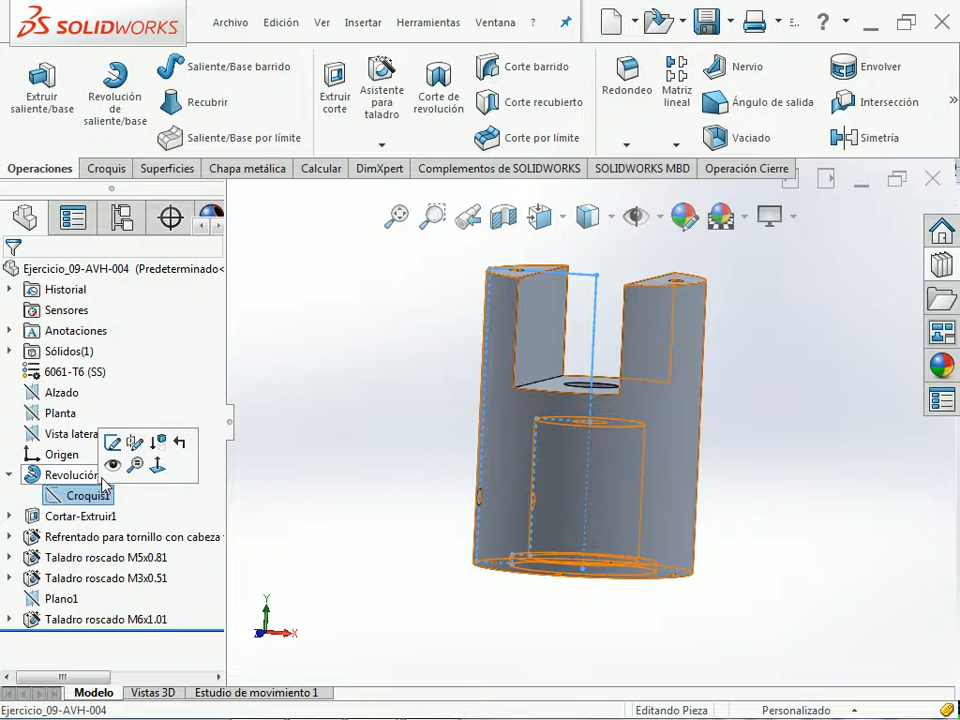 SOLIDWORKS
Archivo Edición Ver Insertar Herramientas Ventana ? E.. ?
Extruir saliente/base
Revolución de saliente/base
Saliente/Base barrido
Recubrir
Saliente/Base por límite
Extruir corte
Asistente para taladro
Corte de revolución
Corte barrido
Corte recubierto
Corte por límite
Redondeo
Matriz lineal
Nervio
Ángulo de salida
Vaciado
Envolver
Intersección
Simetría
Operaciones Croquis Superficies Chapa metálica Calcular DimXpert Complementos de SOLIDWORKS SOLIDWORKS MBD Operación Cierre
Ejercicio_09-AVH-004 (Predeterminado<
Historial
Sensores
Anotaciones
Sólidos(1)
6061-T6 (SS)
Alzado
Planta
Vista latera
Origen
Revolución
Croquis1
Cortar-Extruir1
Refrentado para tornillo con cabeza
Taladro roscado M5x0.81
Taladro roscado M3x0.51
Plano1
Taladro roscado M6x1.01
Y
X
Modelo Vistas 3D Estudio de movimiento 1
Ejercicio_09-AVH-004 Editando Pieza Personalizado